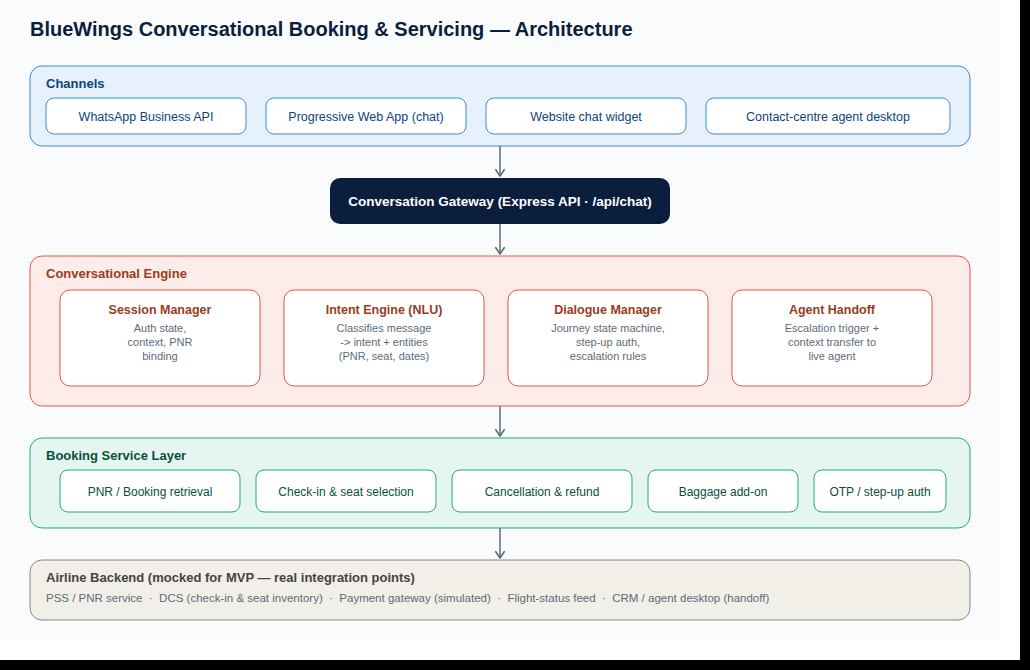 BlueWings Conversational Booking & Servicing — Architecture
Channels
WhatsApp Business API
Progressive Web App (chat)
Website chat widget
Contact-centre agent desktop
Conversation Gateway (Express API · /api/chat)
Conversational Engine
Session Manager
Auth state,
context, PNR
binding
Intent Engine (NLU)
Classifies message
-> intent + entities
(PNR, seat, dates)
Dialogue Manager
Journey state machine,
step-up auth,
escalation rules
Agent Handoff
Escalation trigger +
context transfer to
live agent
Booking Service Layer
PNR / Booking retrieval
Check-in & seat selection
Cancellation & refund
Baggage add-on
OTP / step-up auth
Airline Backend (mocked for MVP — real integration points)
PSS / PNR service · DCS (check-in & seat inventory) · Payment gateway (simulated) · Flight-status feed · CRM / agent desktop (handoff)